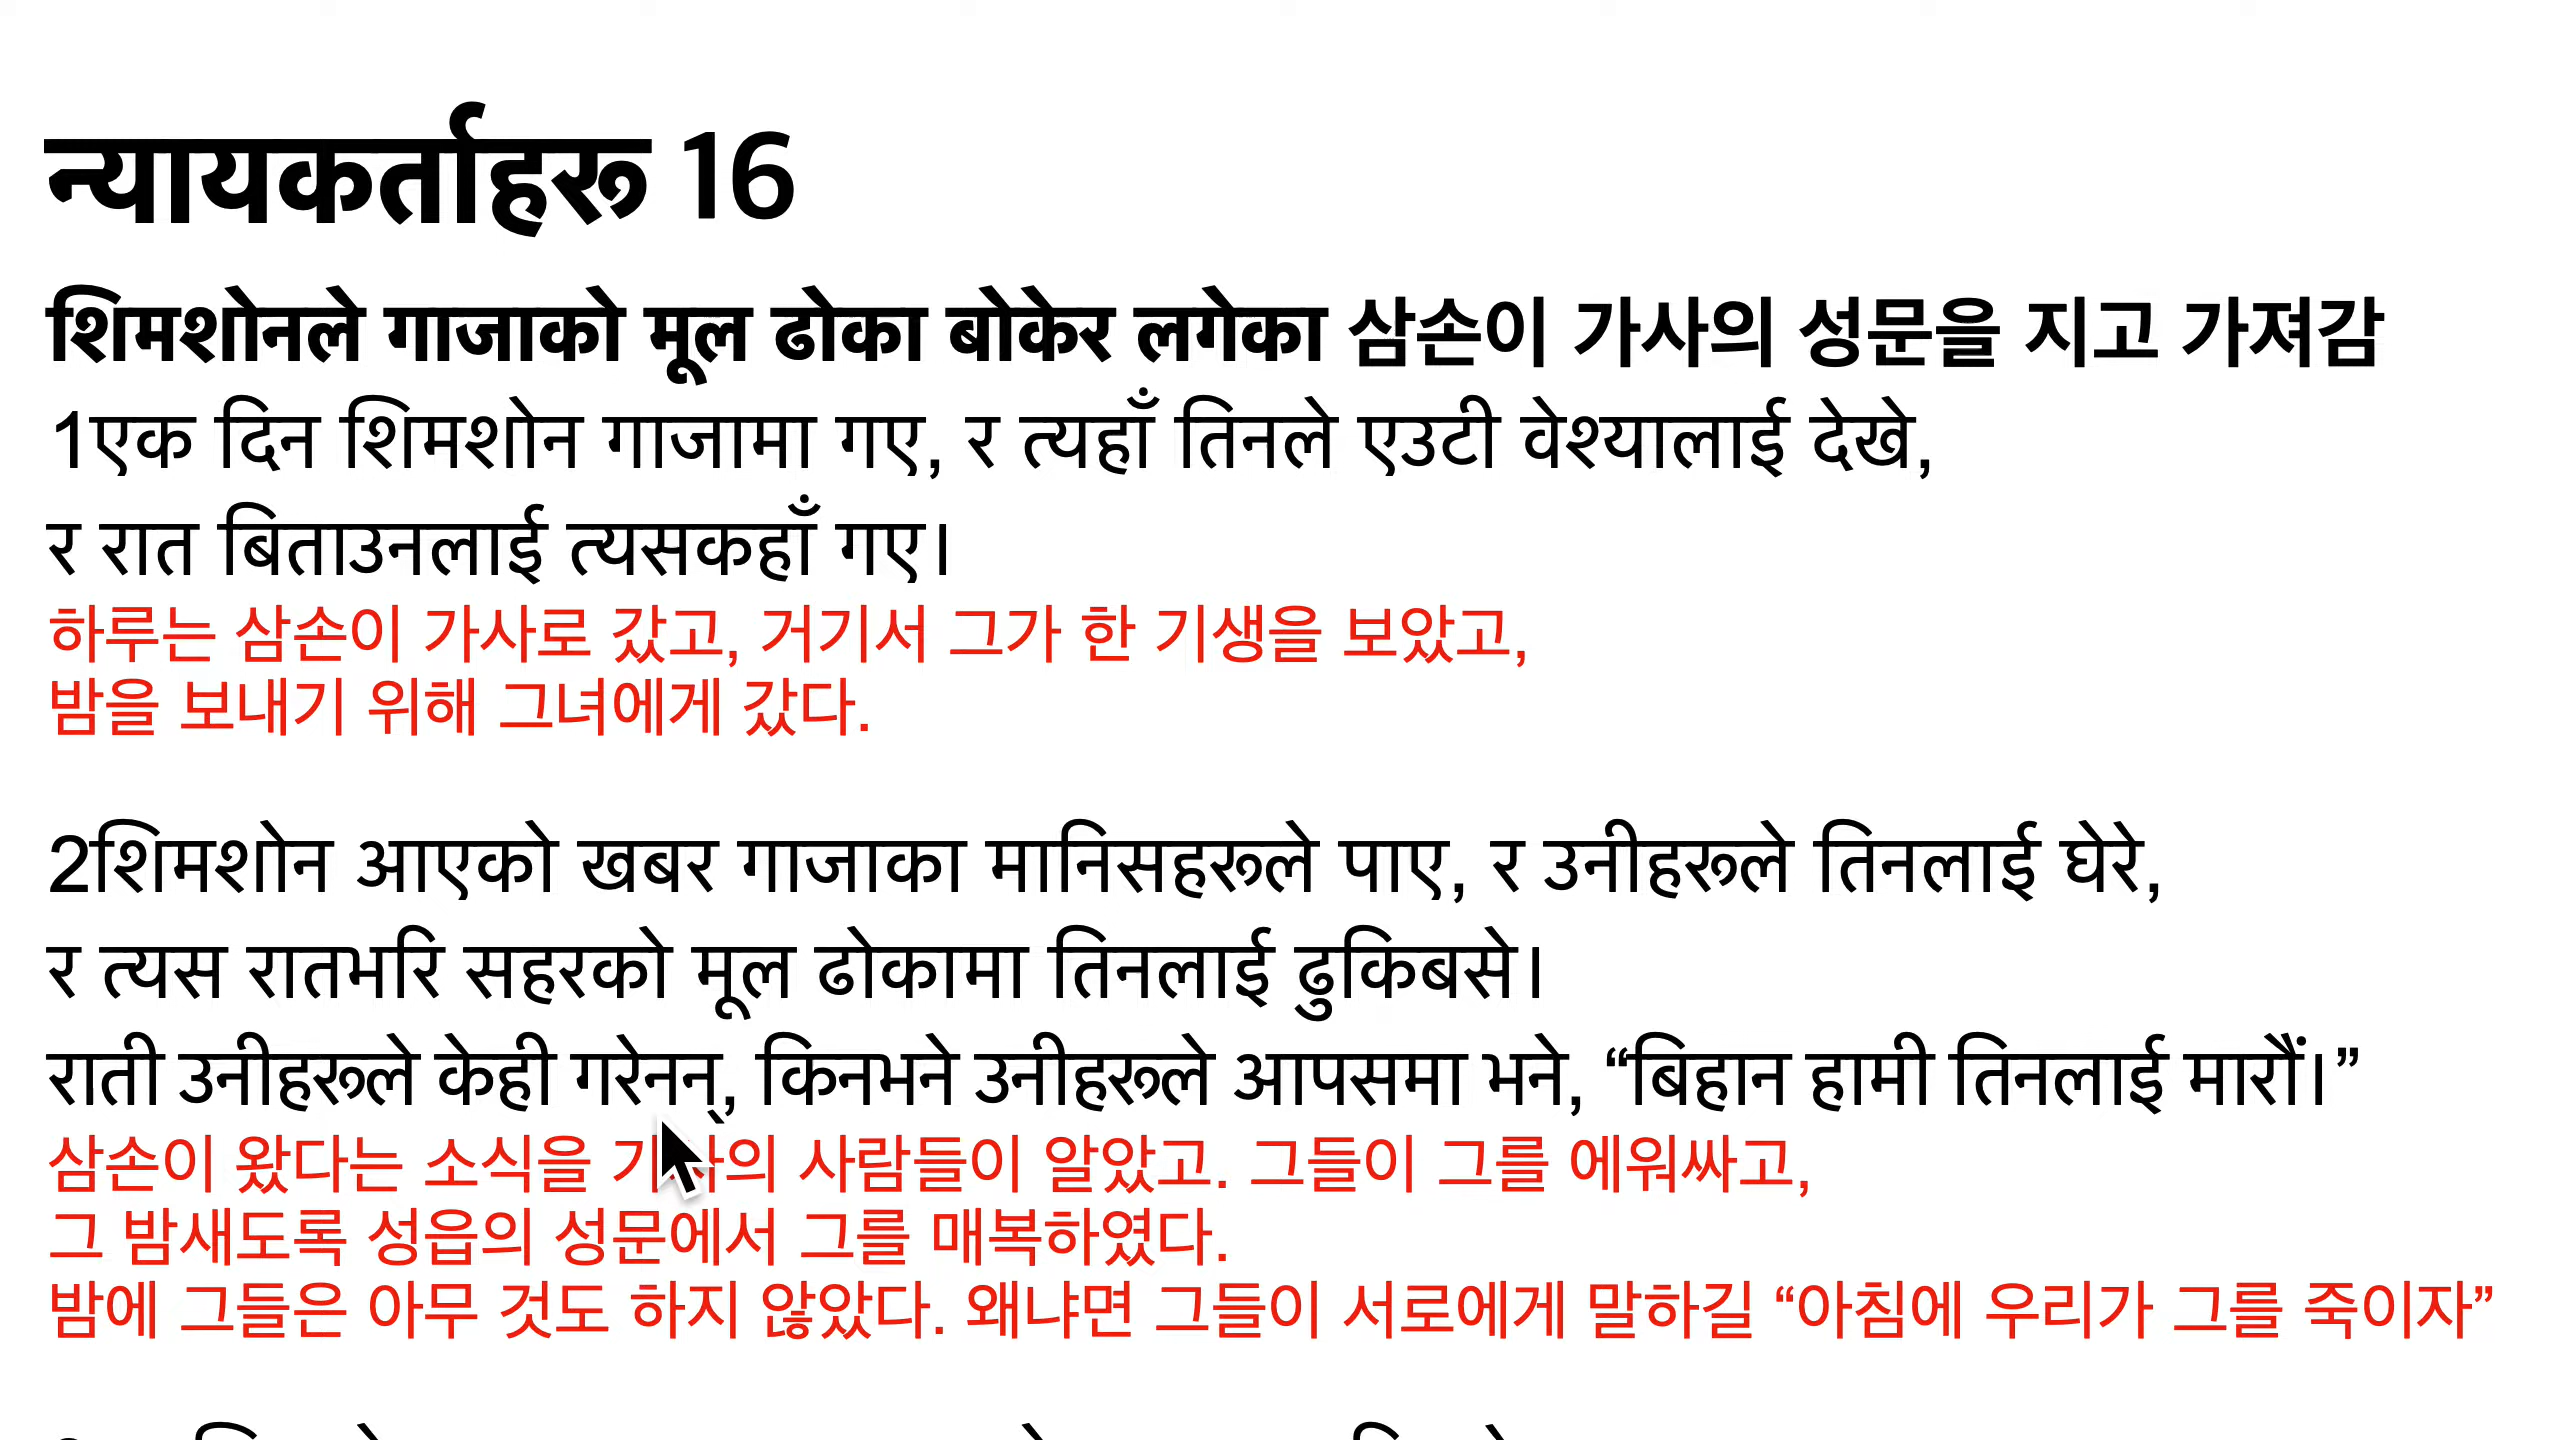 न्यायकर्ताहरू 16
शिमशोनले गाजाको मूल ढोका बोकेर लगेका 삼손이 가사의 성문을 지고 가져감
1एक दिन शिमशोन गाजामा गए, र त्यहाँ तिनले एउटी वेश्यालाई देखे,
र रात बिताउनलाई त्यसकहाँ गए।
하루는 삼손이 가사로 갔고, 거기서 그가 한 기생을 보았고,
밤을 보내기 위해 그녀에게 갔다.
2शिमशोन आएको खबर गाजाका मानिसहरूले पाए, र उनीहरूले तिनलाई घेरे,
र त्यस रातभरि सहरको मूल ढोकामा तिनलाई ढुकिबसे।
राती उनीहरूले केही गरेनन्, किनभने उनीहरूले आपसमा भने, “बिहान हामी तिनलाई मारौं।”
삼손이 왔다는 소식을 가사의 사람들이 알았고. 그들이 그를 에워싸고,
그 밤새도록 성읍의 성문에서 그를 매복하였다.
밤에 그들은 아무 것도 하지 않았다. 왜냐면 그들이 서로에게 말하길 “아침에 우리가 그를 죽이자”